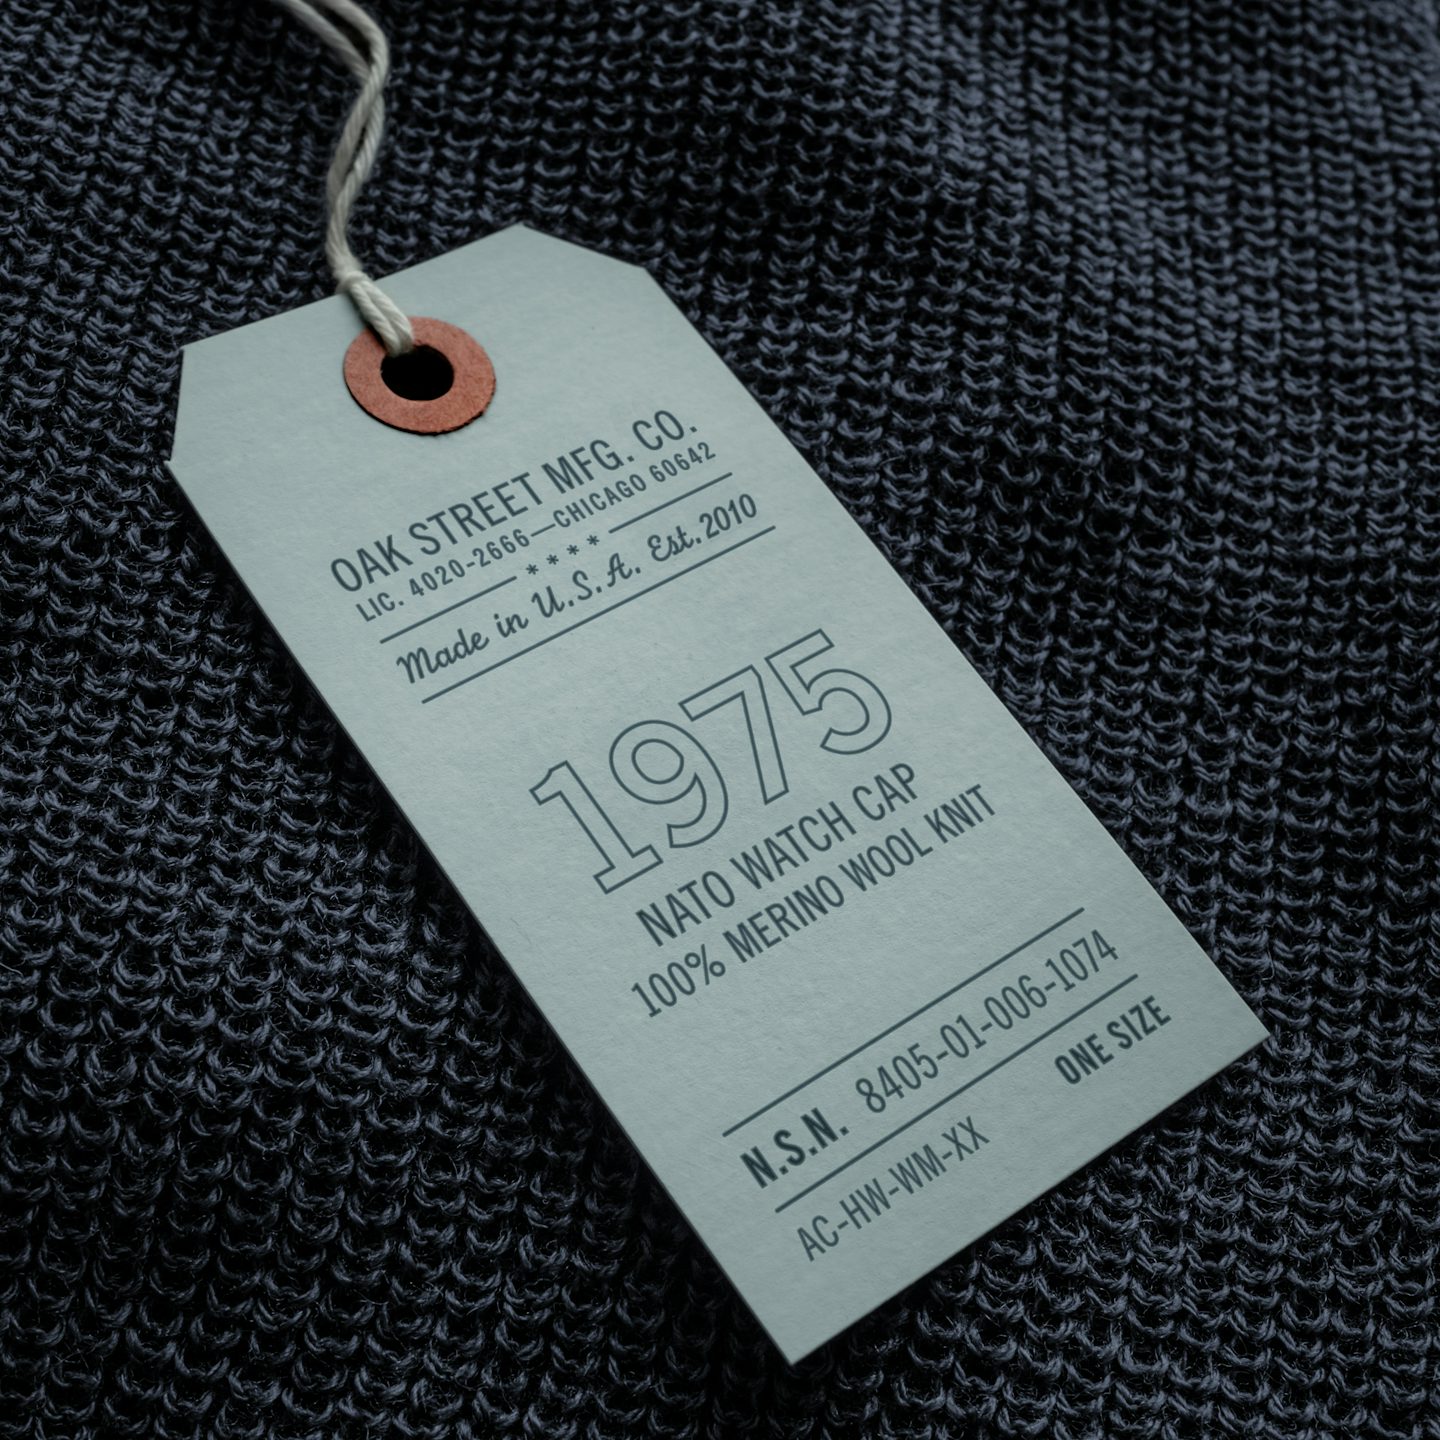 OAK STREET MFG. CO.
LIC. 4020-2666—CHICAGO 60642
****
Made in U.S.A. Est. 2010
1975
NATO WATCH CAP
100% MERINO WOOL KNIT
N.S.N. 8405-01-006-1074
AC-HW-WM-XX ONE SIZE